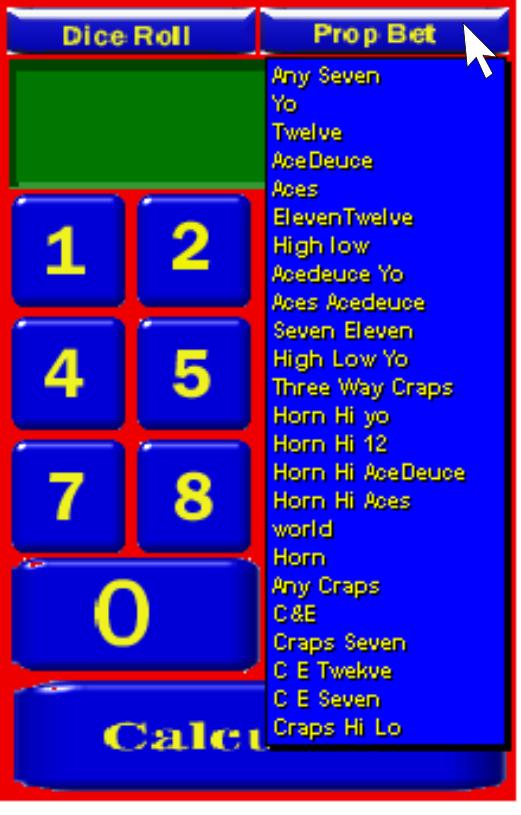 Dice Roll
Prop Bet
Any Seven
Yo
Twelve
AceDeuce
Aces
ElevenTwelve
High low
Acedeuce Yo
Aces Acedeuce
Seven Eleven
High Low Yo
Three Way Craps
Horn Hi yo
Horn Hi 12
Horn Hi AceDeuce
Horn Hi Aces
world
Horn
Any Craps
C&E
Craps Seven
C E Twekve
C E Seven
Craps Hi Lo
1 2
4 5
7 8
0
Calcu